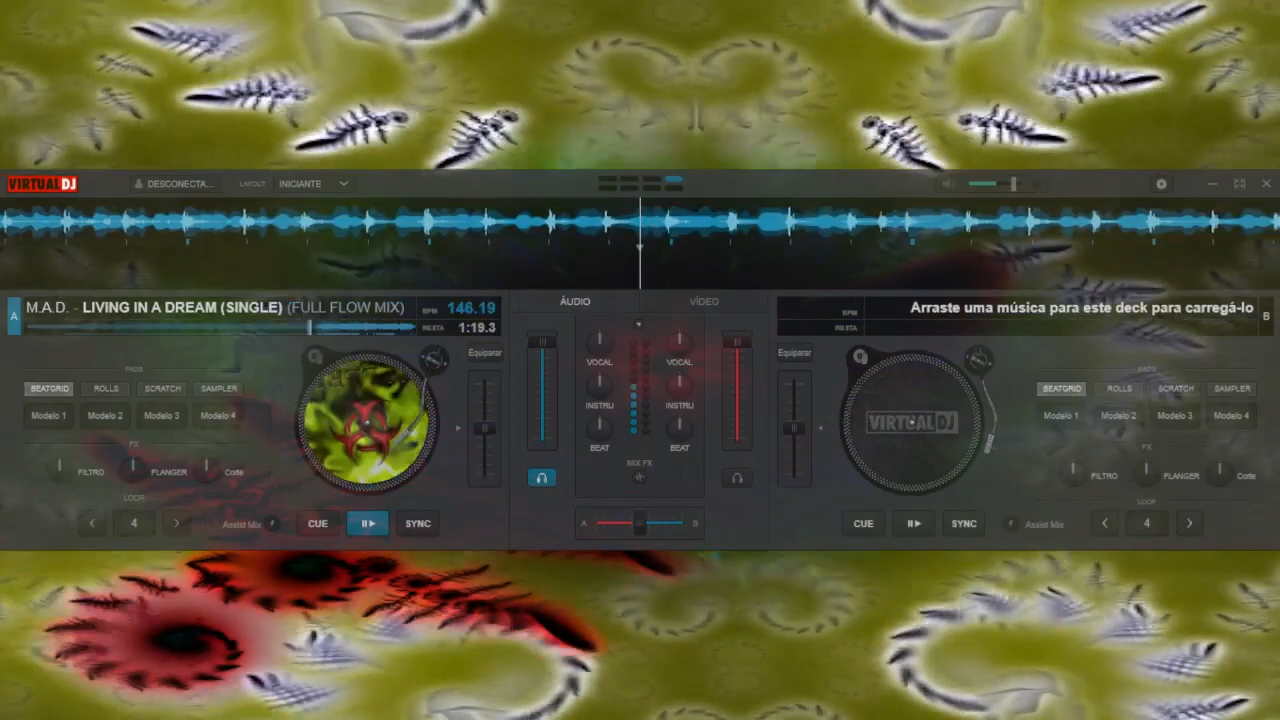 VIRTUAL DJ
DESCONECTA...
LAYOUT
INICIANTE
A
M.A.D. - LIVING IN A DREAM (SINGLE) (FULL FLOW MIX)
BPM 146.19
RESTA 1:19.3
ÁUDIO
VÍDEO
BPM
RESTA
Arraste uma música para este deck para carregá-lo
B
PADS
BEATGRID ROLLS SCRATCH SAMPLER
Modelo 1 Modelo 2 Modelo 3 Modelo 4
FX
FILTRO FLANGER Corte
LOOP
4
Assist Mix
CUE
SYNC
Equiparar
VOCAL
INSTRU
BEAT
MIX FX
VOCAL
INSTRU
BEAT
A B
Equiparar
VIRTUAL DJ
PADS
BEATGRID ROLLS SCRATCH SAMPLER
Modelo 1 Modelo 2 Modelo 3 Modelo 4
FX
FILTRO FLANGER Corte
LOOP
CUE
SYNC
Assist Mix
4